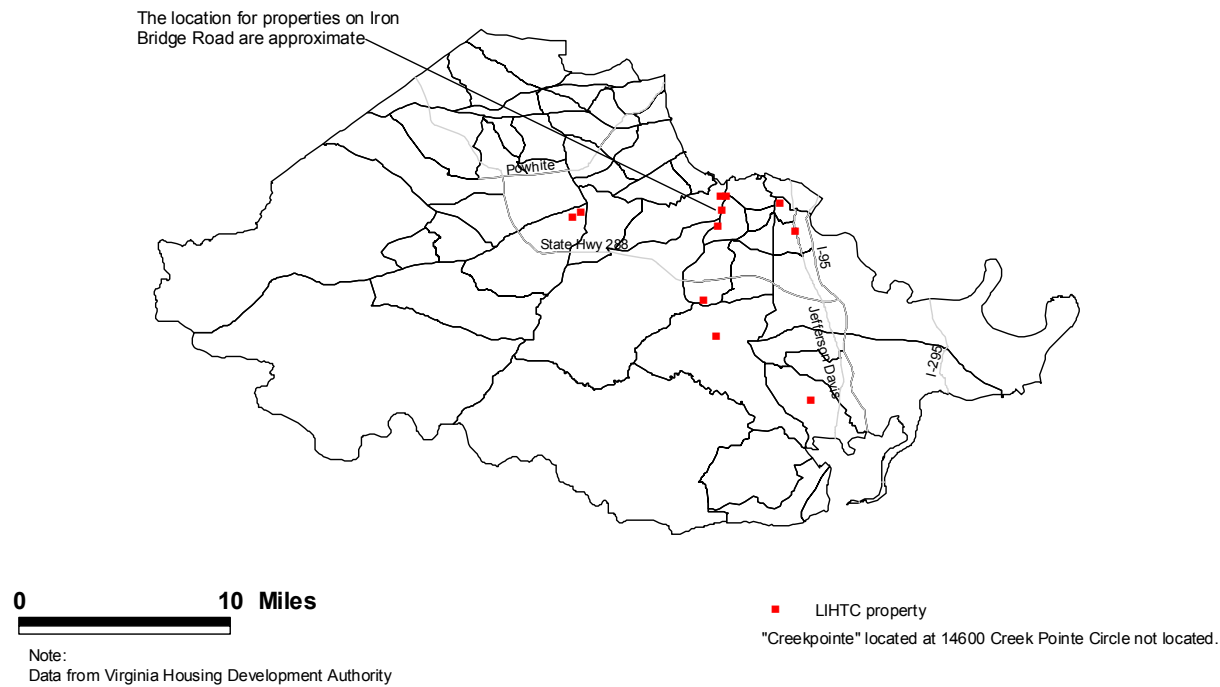 The location for properties on Iron
Bridge Road are approximate
Powhite
State Hwy 288
I-95
Jefferson Davis
I-295
0 10 Miles
LIHTC property
"Creekpointe" located at 14600 Creek Pointe Circle not located.
Note:
Data from Virginia Housing Development Authority